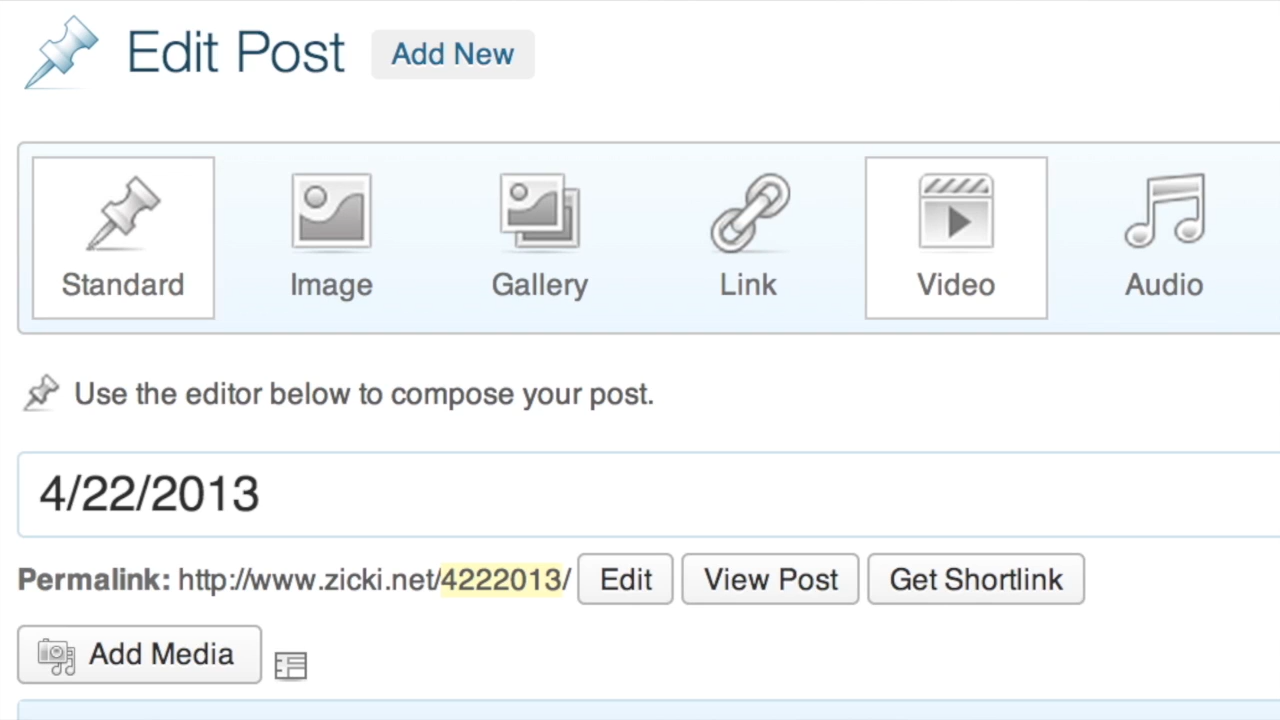 Edit Post Add New
Standard Image Gallery Link Video Audio
Use the editor below to compose your post.
4/22/2013
Permalink: http://www.zicki.net/4222013/ Edit View Post Get Shortlink
Add Media